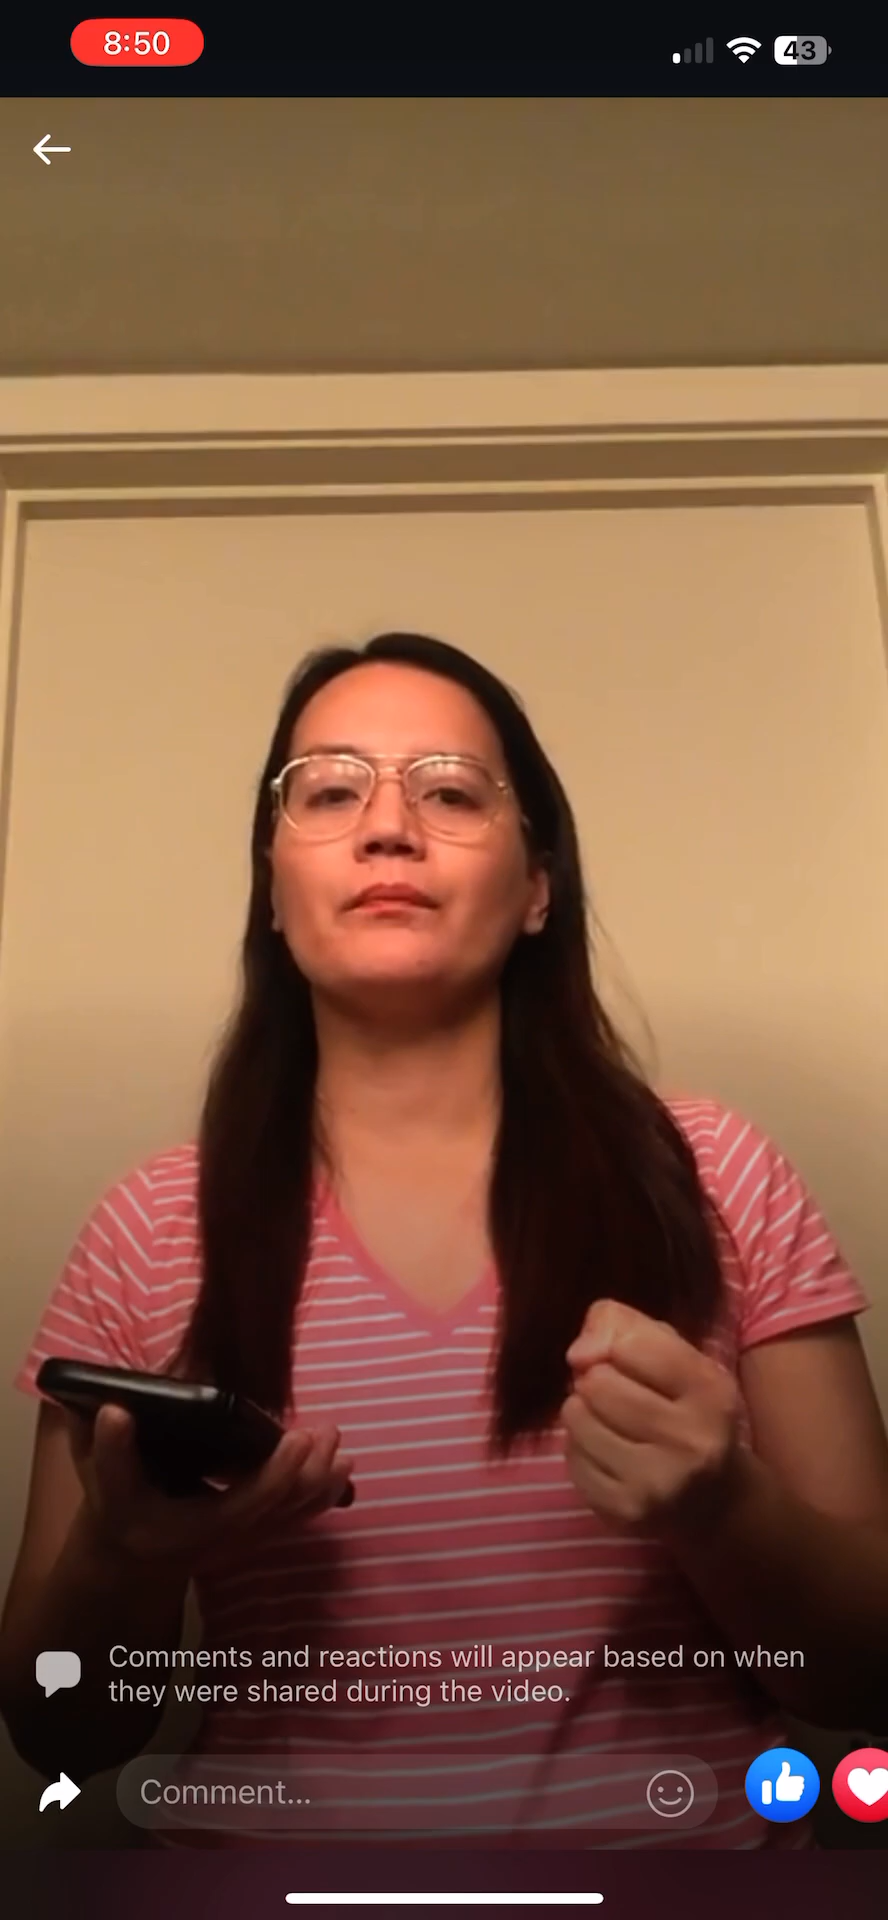 8:50
43
Comments and reactions will appear based on when
they were shared during the video.
Comment...